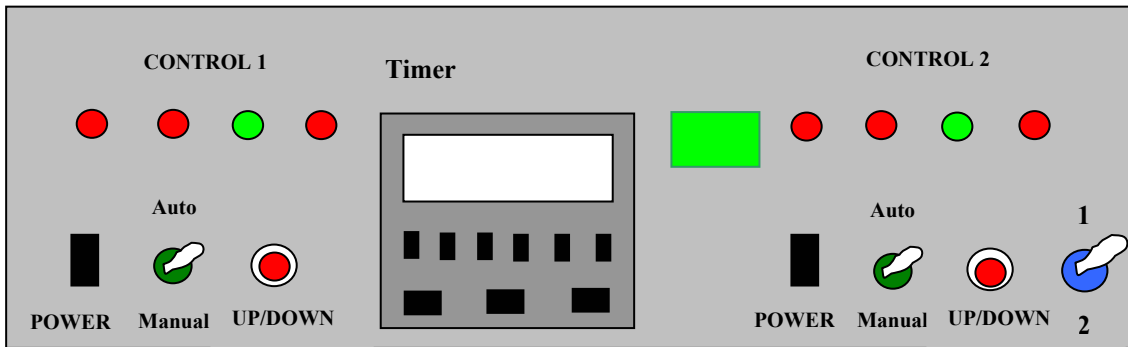 CONTROL 1
Timer
CONTROL 2
Auto
Auto
1
POWER
Manual
UP/DOWN
POWER
Manual
UP/DOWN
2